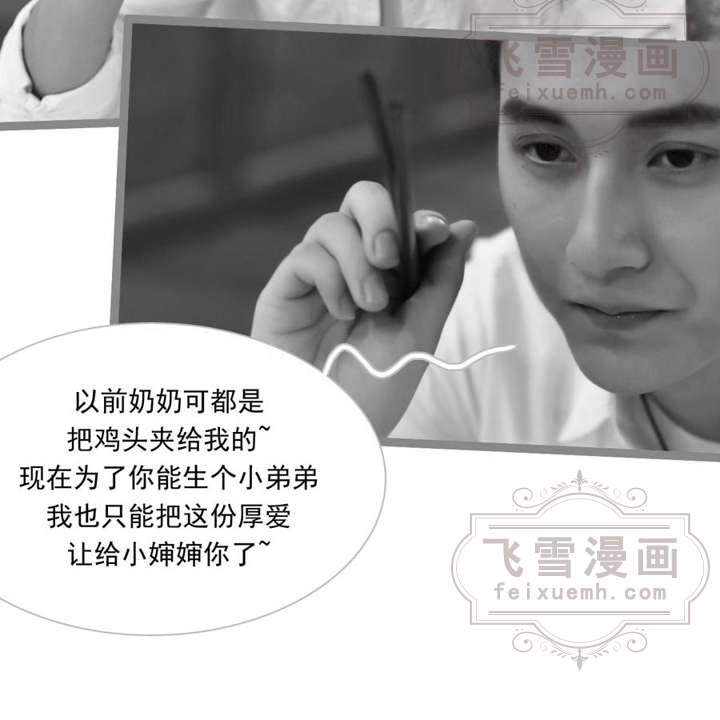 飞雪漫画
feixuemh.com
以前奶奶可都是
把鸡头夹给我的~
现在为了你能生个小弟弟
我也只能把这份厚爱
让给小婶婶你了~
飞雪漫画
feixuemh.com